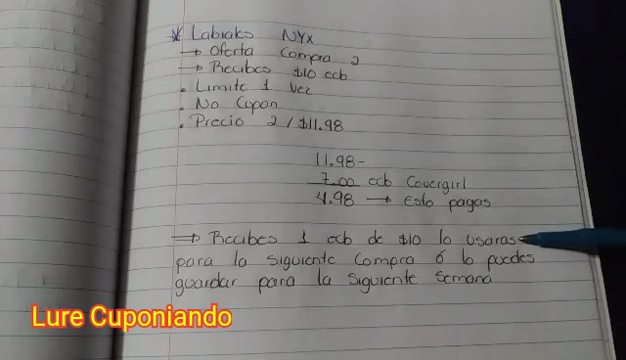 * Labiales NYX
→ Oferta Compra 2
→ Recibes $10 ecb
• Limite 1 Vez
• No Cupon
• Precio 2 / $11.98
11.98-
7.00 ecb Covergirl
4.98 → Esto pagas
→ Recibes 1 ecb de $10 lo usaras
para la siguiente Compra ó lo puedes
guardar para la siguiente Semana
Lure Cuponiando